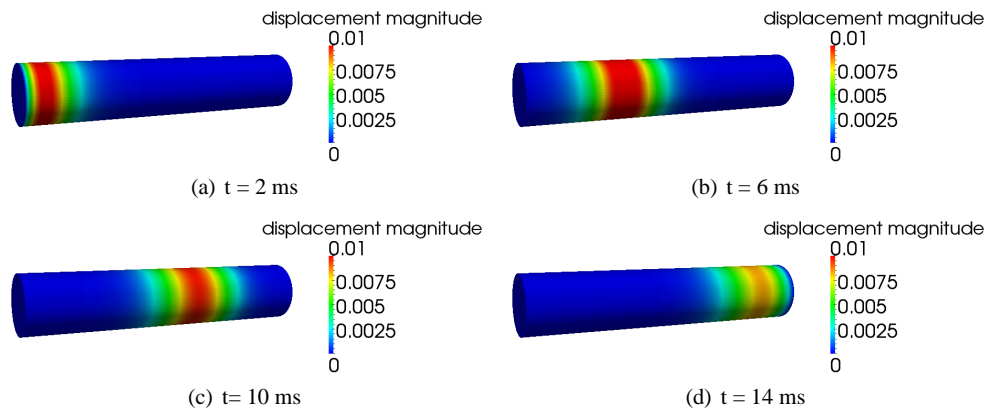 displacement magnitude
0.01
0.0075
0.005
0.0025
0
(a) t = 2 ms
displacement magnitude
0.01
0.0075
0.005
0.0025
0
(b) t = 6 ms
displacement magnitude
0.01
0.0075
0.005
0.0025
0
(c) t= 10 ms
displacement magnitude
0.01
0.0075
0.005
0.0025
0
(d) t = 14 ms